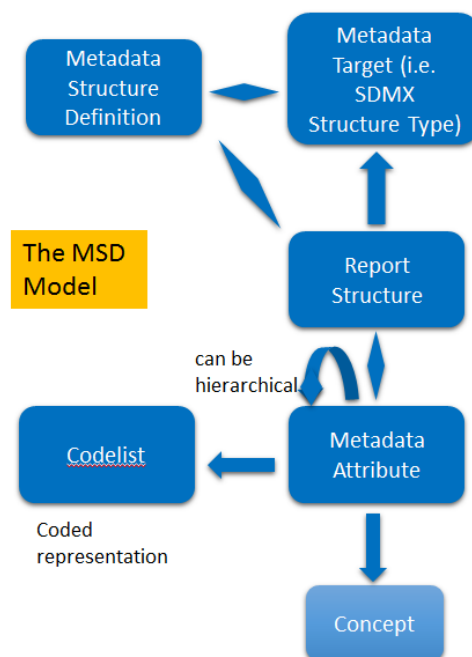 Metadata
Structure
Definition
Metadata
Target (i.e.
SDMX
Structure Type)
The MSD
Model
Report
Structure
can be
hierarchical
Codelist
Metadata
Attribute
Coded
representation
Concept